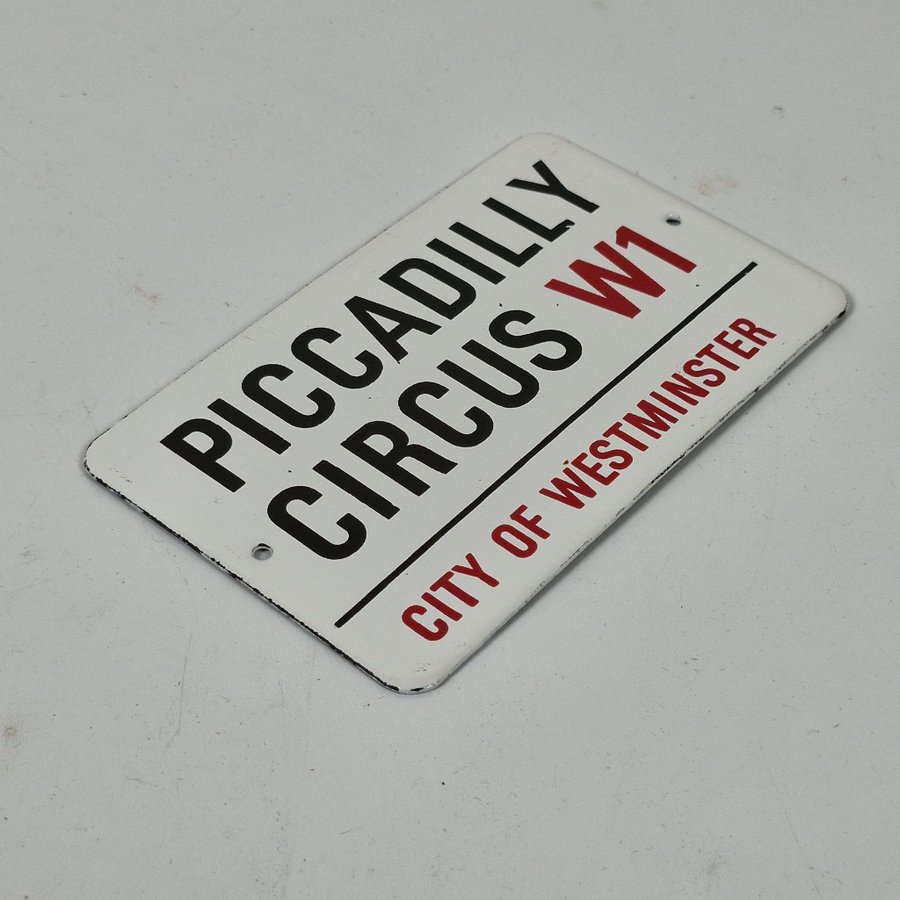 PICCADILLY
CIRCUS W1
CITY OF WESTMINSTER